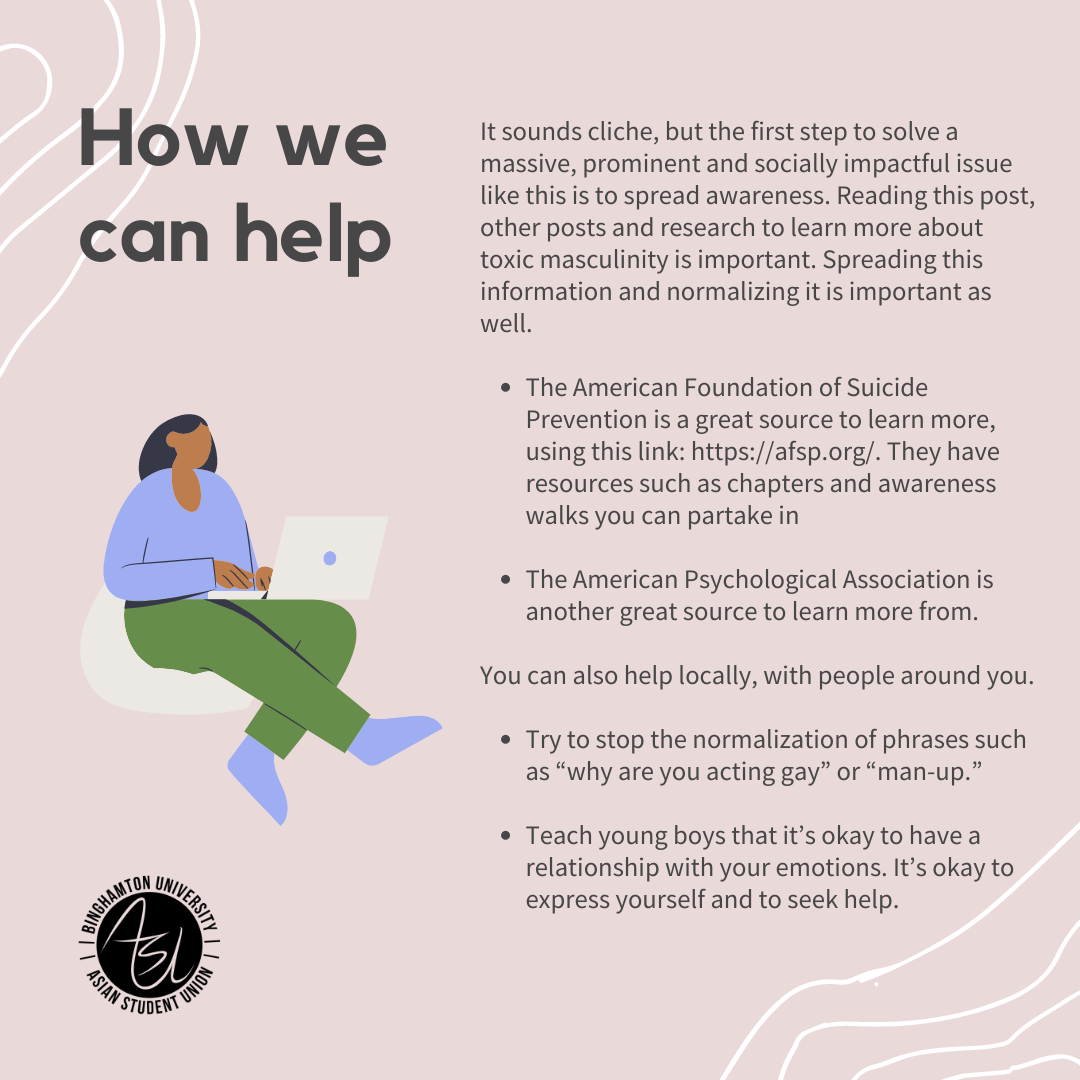 How we
can help
It sounds cliche, but the first step to solve a
massive, prominent and socially impactful issue
like this is to spread awareness. Reading this post,
other posts and research to learn more about
toxic masculinity is important. Spreading this
information and normalizing it is important as
well.
• The American Foundation of Suicide
Prevention is a great source to learn more,
using this link: https://afsp.org/. They have
resources such as chapters and awareness
walks you can partake in
• The American Psychological Association is
another great source to learn more from.
You can also help locally, with people around you.
• Try to stop the normalization of phrases such
as “why are you acting gay” or “man-up.”
• Teach young boys that it’s okay to have a
relationship with your emotions. It’s okay to
express yourself and to seek help.
BINGHAMTON UNIVERSITY
ASU
ASIAN STUDENT UNION